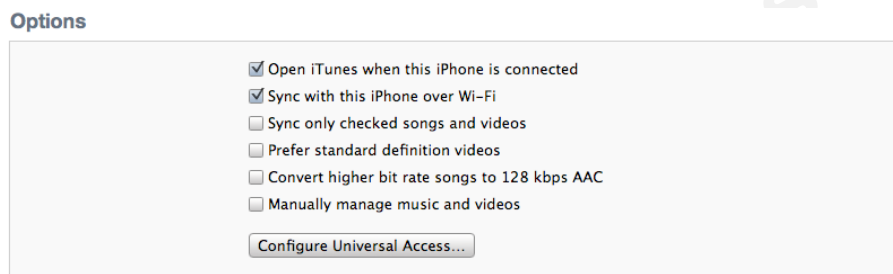 Options
Open iTunes when this iPhone is connected
Sync with this iPhone over Wi-Fi
Sync only checked songs and videos
Prefer standard definition videos
Convert higher bit rate songs to 128 kbps AAC
Manually manage music and videos
Configure Universal Access...